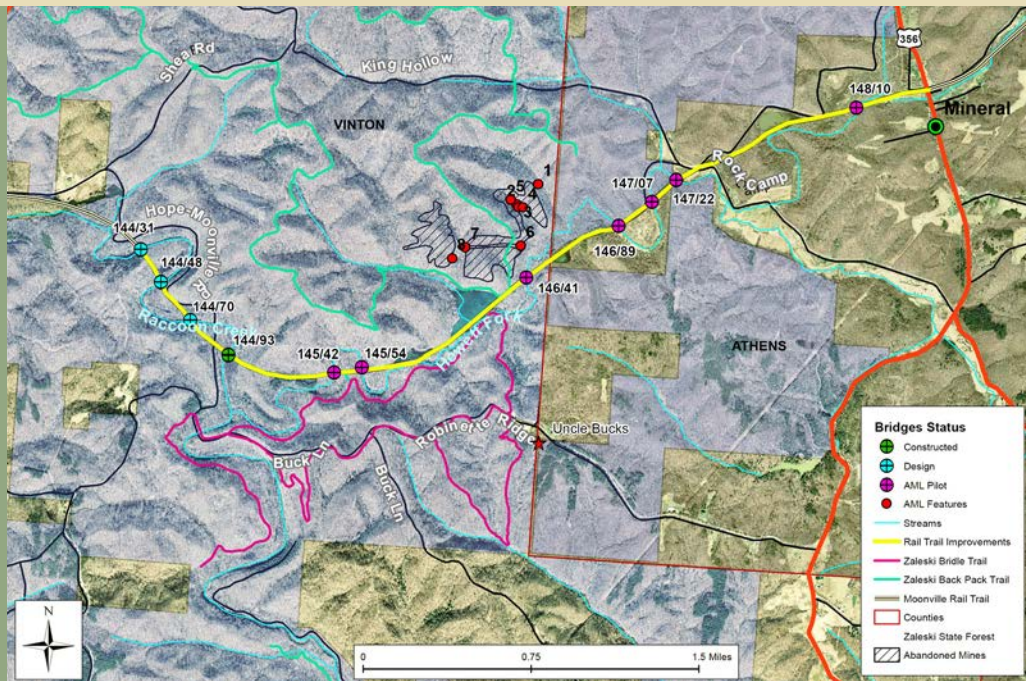 356
Shea Rd
King Hollow
148/10
Mineral
VINTON
Rock Camp
1
2
5
4
3
147/07
147/22
Hope-Moonville Rd
144/31
7
6
8
146/89
144/48
146/41
144/70
Raccoon Creek
Hewett Fork
144/93
145/42
145/54
ATHENS
Robinette Ridge
Uncle Bucks
Buck Ln
Buck Ln
Bridges Status
Constructed
Design
AML Pilot
AML Features
Streams
Rail Trail Improvements
Zaleski Bridle Trail
Zaleski Back Pack Trail
Moonville Rail Trail
Counties
Zaleski State Forest
Abandoned Mines
N
0
0.75
1.5 Miles